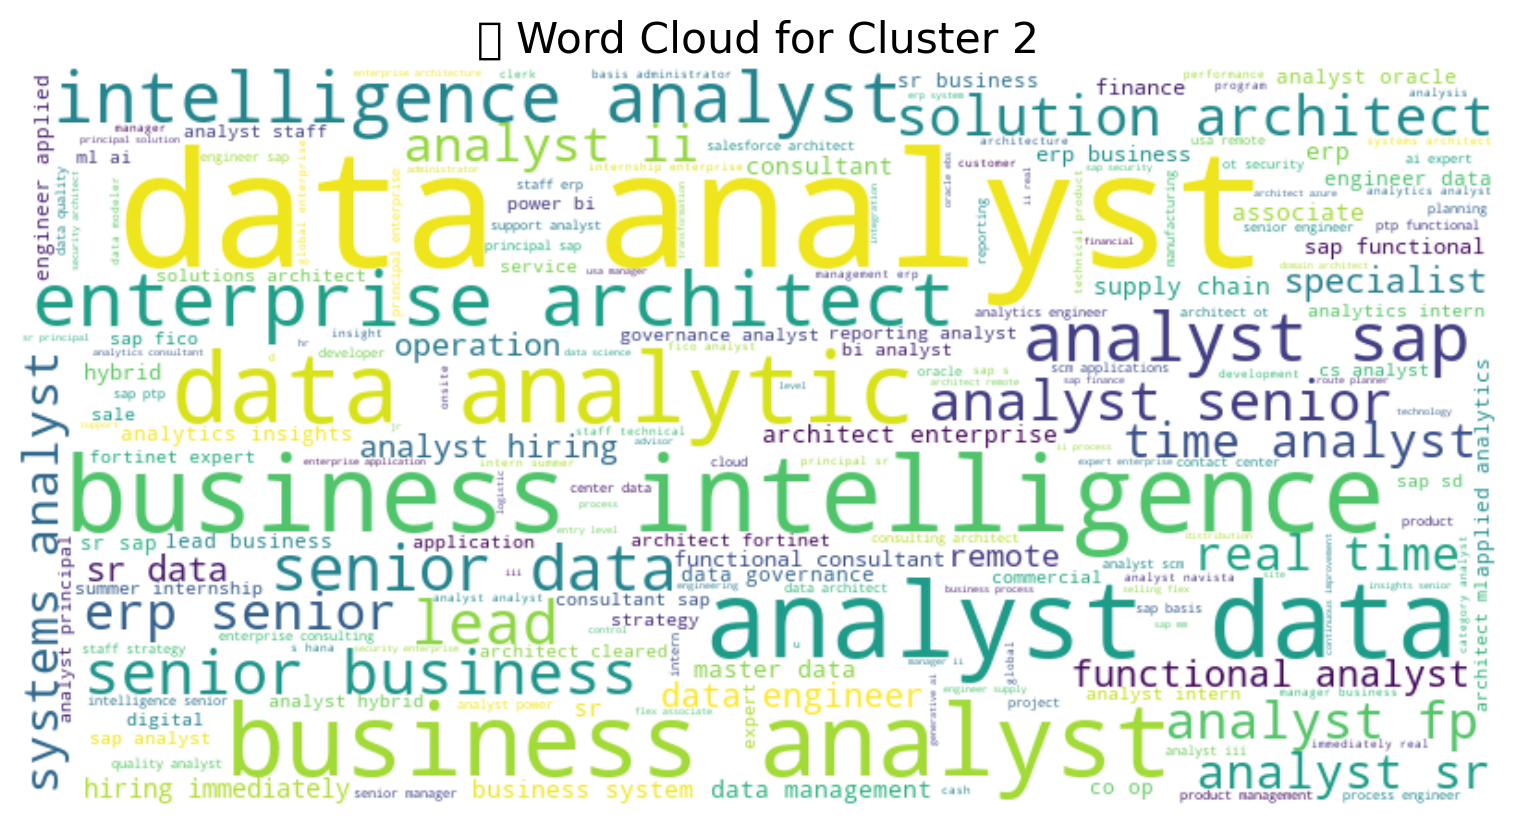 ▯ Word Cloud for Cluster 2
enterprise architecture
clerk
basis administrator
intelligence analyst
sr business
finance
performance
program
analyst oracle
erp system
analysis
solution architect
engineer applied
manager
principal solution
analyst staff
analyst ii
salesforce architect
architecture
usa remote
systems architect
ml ai
engineer sap
administrator
internship enterprise
consultant
customer
erp business
ot security
erp
ai expert
sap security
engineer data
data quality
security architect
data modeler
global enterprise
principal enterprise
data analyst
staff erp
power bi
support analyst
principal sap
service
transformation
integration
oracle ebs
ii real
reporting
financial
technical product
manufacturing
architect azure
analytics analyst
associate
planning
senior engineer
ptp functional
sap functional
domain architect
solutions architect
usa manager
management erp
supply chain
specialist
enterprise architect
analytics engineer
architect ot
analytics intern
sr principal
sap fico
insight
hr
governance analyst
reporting analyst
analyst sap
analytics consultant
d
developer
operation
data science
fico analyst
bi analyst
scm applications
hybrid
data analytic
oracle
sap s
sap finance
development
cs analyst
route planner
sap ptp
onsite
level
architect remote
sale
analyst senior
technology
support
analytics insights
jr
staff technical
advisor
architect enterprise
analyst hiring
ii process
time analyst
systems analyst
fortinet expert
enterprise application
intern summer
cloud
principal sr
expert enterprise
contact center
business intelligence
logistic
center data
process
sap sd
entry level
product
applied analytics
sr sap
lead business
application
architect fortinet
consulting architect
distribution
analyst principal
sr data
iii
senior data
functional consultant
remote
analyst scm
real time
summer internship
engineering
data governance
data architect
commercial
analyst navista
site
business process
selling flex
insights senior
erp senior
lead
analyst analyst
consultant sap
analyst data
sap basis
continuous improvement
category analyst
architect ml
enterprise consulting
strategy
sap mm
control
staff strategy
s hana
security enterprise
architect cleared
intern
u
manager ii
global
senior business
master data
engineer supply
functional analyst
intelligence senior
analyst hybrid
analyst power
sr
data engineer
generative ai
project
analyst intern
manager business
digital
flex associate
expert
sap analyst
business analyst
analyst fp
quality analyst
analyst iii
immediately real
analyst sr
hiring immediately
senior manager
business system
data management
cash
co op
product management
process engineer